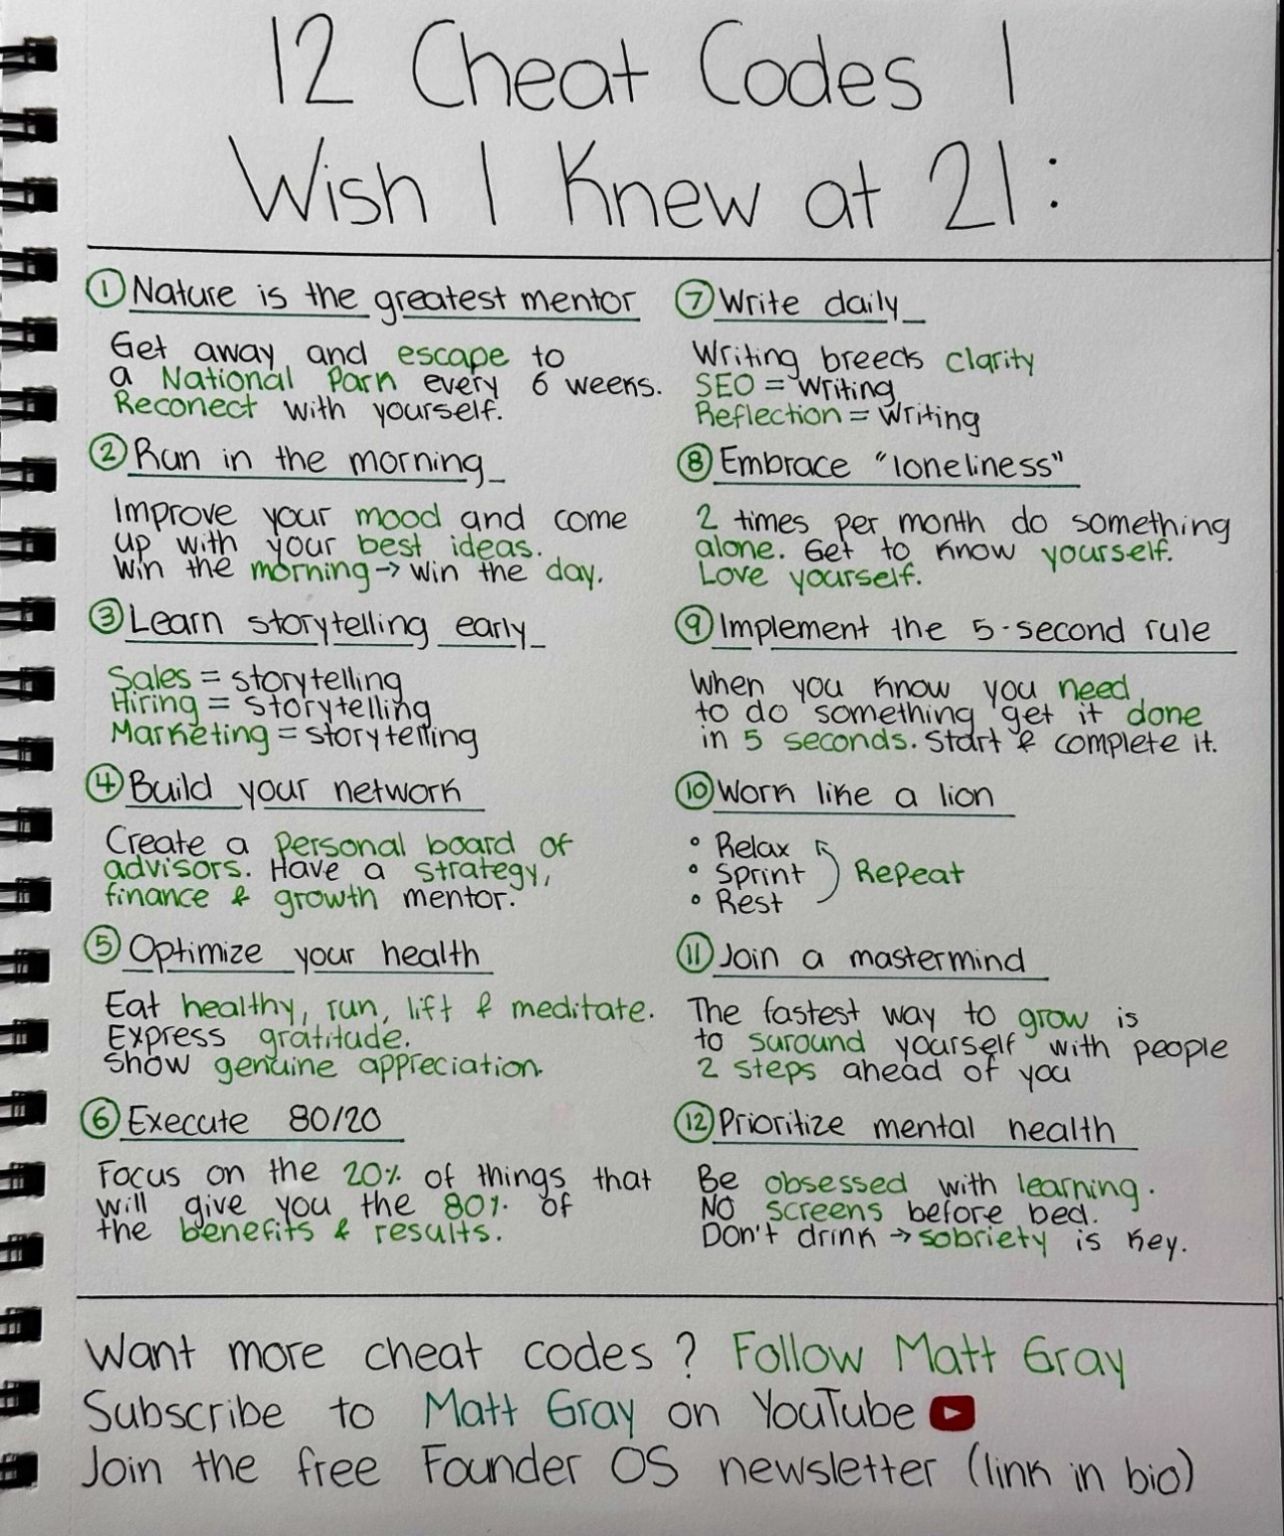 12 Cheat Codes I
Wish I Knew at 21:
① Nature is the greatest mentor
Get away and escape to
a National Park every 6 weeks.
Reconect with yourself.
② Run in the morning
Improve your mood and come
up with your best ideas.
Win the morning → win the day.
③ Learn storytelling early
Sales = storytelling
Hiring = storytelling
Marketing = storytelling
④ Build your network
Create a personal board of
advisors. Have a strategy,
finance & growth mentor.
⑤ Optimize your health
Eat healthy, run, lift & meditate.
Express gratitude.
Show genuine appreciation.
⑥ Execute 80/20
Focus on the 20% of things that
will give you the 80% of
the benefits & results.
⑦ Write daily
Writing breeds clarity
SEO = Writing
Reflection = Writing
⑧ Embrace "loneliness"
2 times per month do something
alone. Get to know yourself.
Love yourself.
⑨ Implement the 5-second rule
When you know you need
to do something get it done
in 5 seconds. Start & complete it.
⑩ Work like a lion
• Relax
• Sprint
• Rest
Repeat
⑪ Join a mastermind
The fastest way to grow is
to suround yourself with people
2 steps ahead of you
⑫ Prioritize mental health
Be obsessed with learning.
No screens before bed.
Don't drink → sobriety is key.
Want more cheat codes? Follow Matt Gray
Subscribe to Matt Gray on YouTube
Join the free Founder OS newsletter (link in bio)